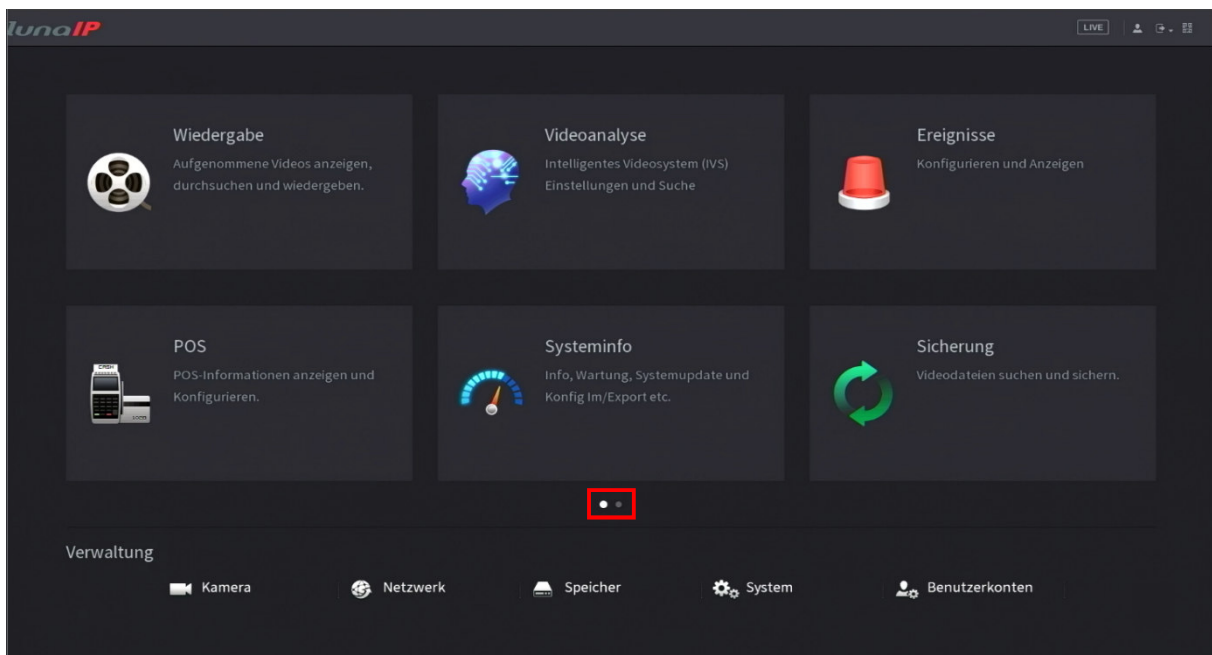 lunaIP
LIVE
Wiedergabe
Aufgenommene Videos anzeigen,
durchsuchen und wiedergeben.
Videoanalyse
Intelligentes Videosystem (IVS)
Einstellungen und Suche
Ereignisse
Konfigurieren und Anzeigen
POS
POS-Informationen anzeigen und
Konfigurieren.
CASH
Systeminfo
Info, Wartung, Systemupdate und
Konfig Im/Export etc.
Sicherung
Videodateien suchen und sichern.
Verwaltung
Kamera
Netzwerk
Speicher
System
Benutzerkonten